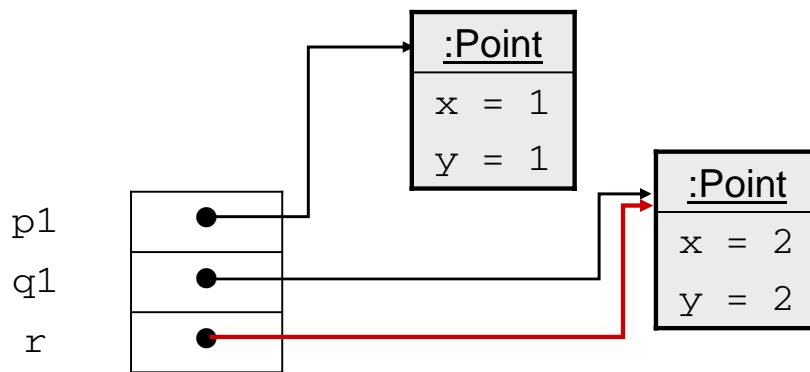 :Point
x = 1
y = 1
:Point
x = 2
y = 2
p1
q1
r